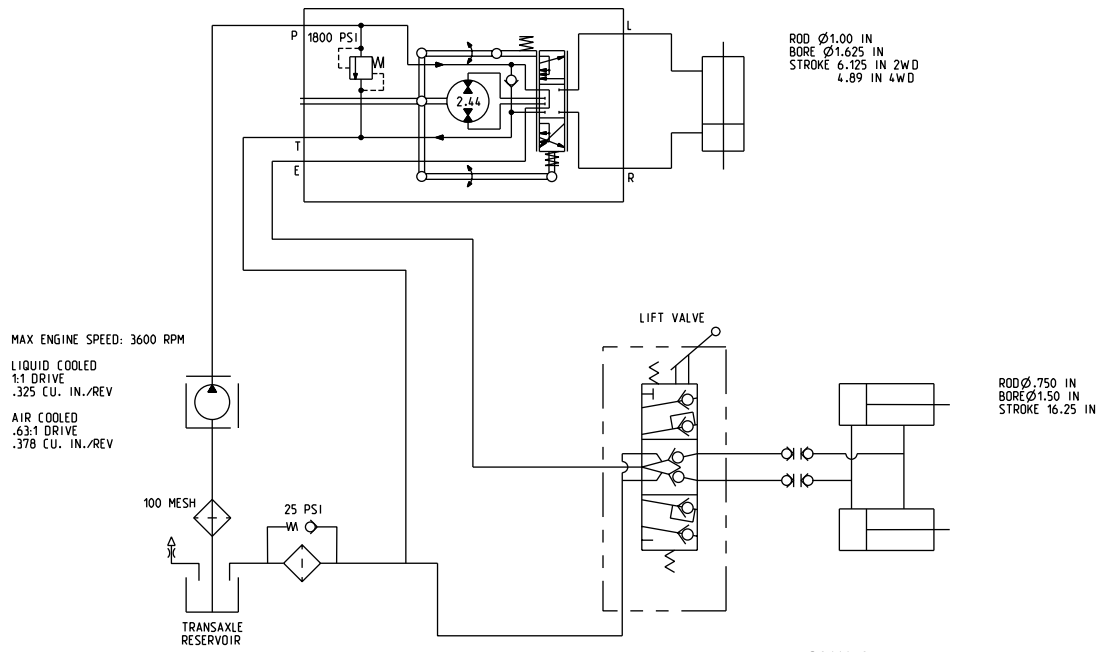 P
1800 PSI
L
ROD Ø1.00 IN
BORE Ø1.625 IN
STROKE 6.125 IN 2WD
4.89 IN 4WD
2.44
T
E
R
LIFT VALVE
MAX ENGINE SPEED: 3600 RPM
LIQUID COOLED
1:1 DRIVE
.325 CU. IN./REV
AIR COOLED
.63:1 DRIVE
.378 CU. IN./REV
RODØ.750 IN
BOREØ1.50 IN
STROKE 16.25 IN
100 MESH
25 PSI
TRANSAXLE
RESERVOIR